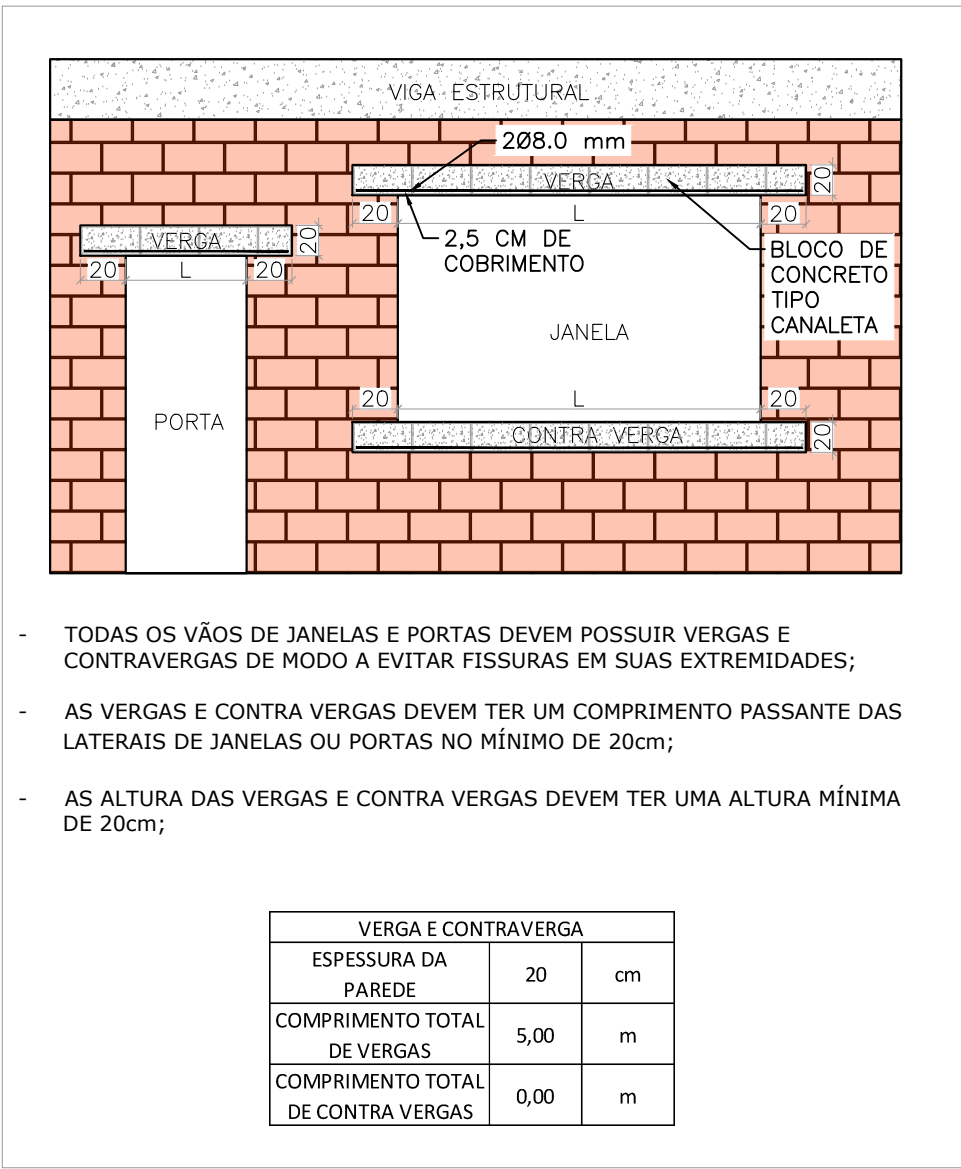 VIGA ESTRUTURAL
2Ø8.0 mm
VERGA
20
20
L
20
VERGA
20
20
L
20
2,5 CM DE
COBRIMENTO
BLOCO DE
CONCRETO
TIPO
CANALETA
JANELA
PORTA
20
L
20
CONTRA VERGA
20
- TODAS OS VÃOS DE JANELAS E PORTAS DEVEM POSSUIR VERGAS E
CONTRAVERGAS DE MODO A EVITAR FISSURAS EM SUAS EXTREMIDADES;
- AS VERGAS E CONTRA VERGAS DEVEM TER UM COMPRIMENTO PASSANTE DAS
LATERAIS DE JANELAS OU PORTAS NO MÍNIMO DE 20cm;
- AS ALTURA DAS VERGAS E CONTRA VERGAS DEVEM TER UMA ALTURA MÍNIMA
DE 20cm;
VERGA E CONTRAVERGA
ESPESSURA DA
PAREDE 20 cm
COMPRIMENTO TOTAL
DE VERGAS 5,00 m
COMPRIMENTO TOTAL
DE CONTRA VERGAS 0,00 m